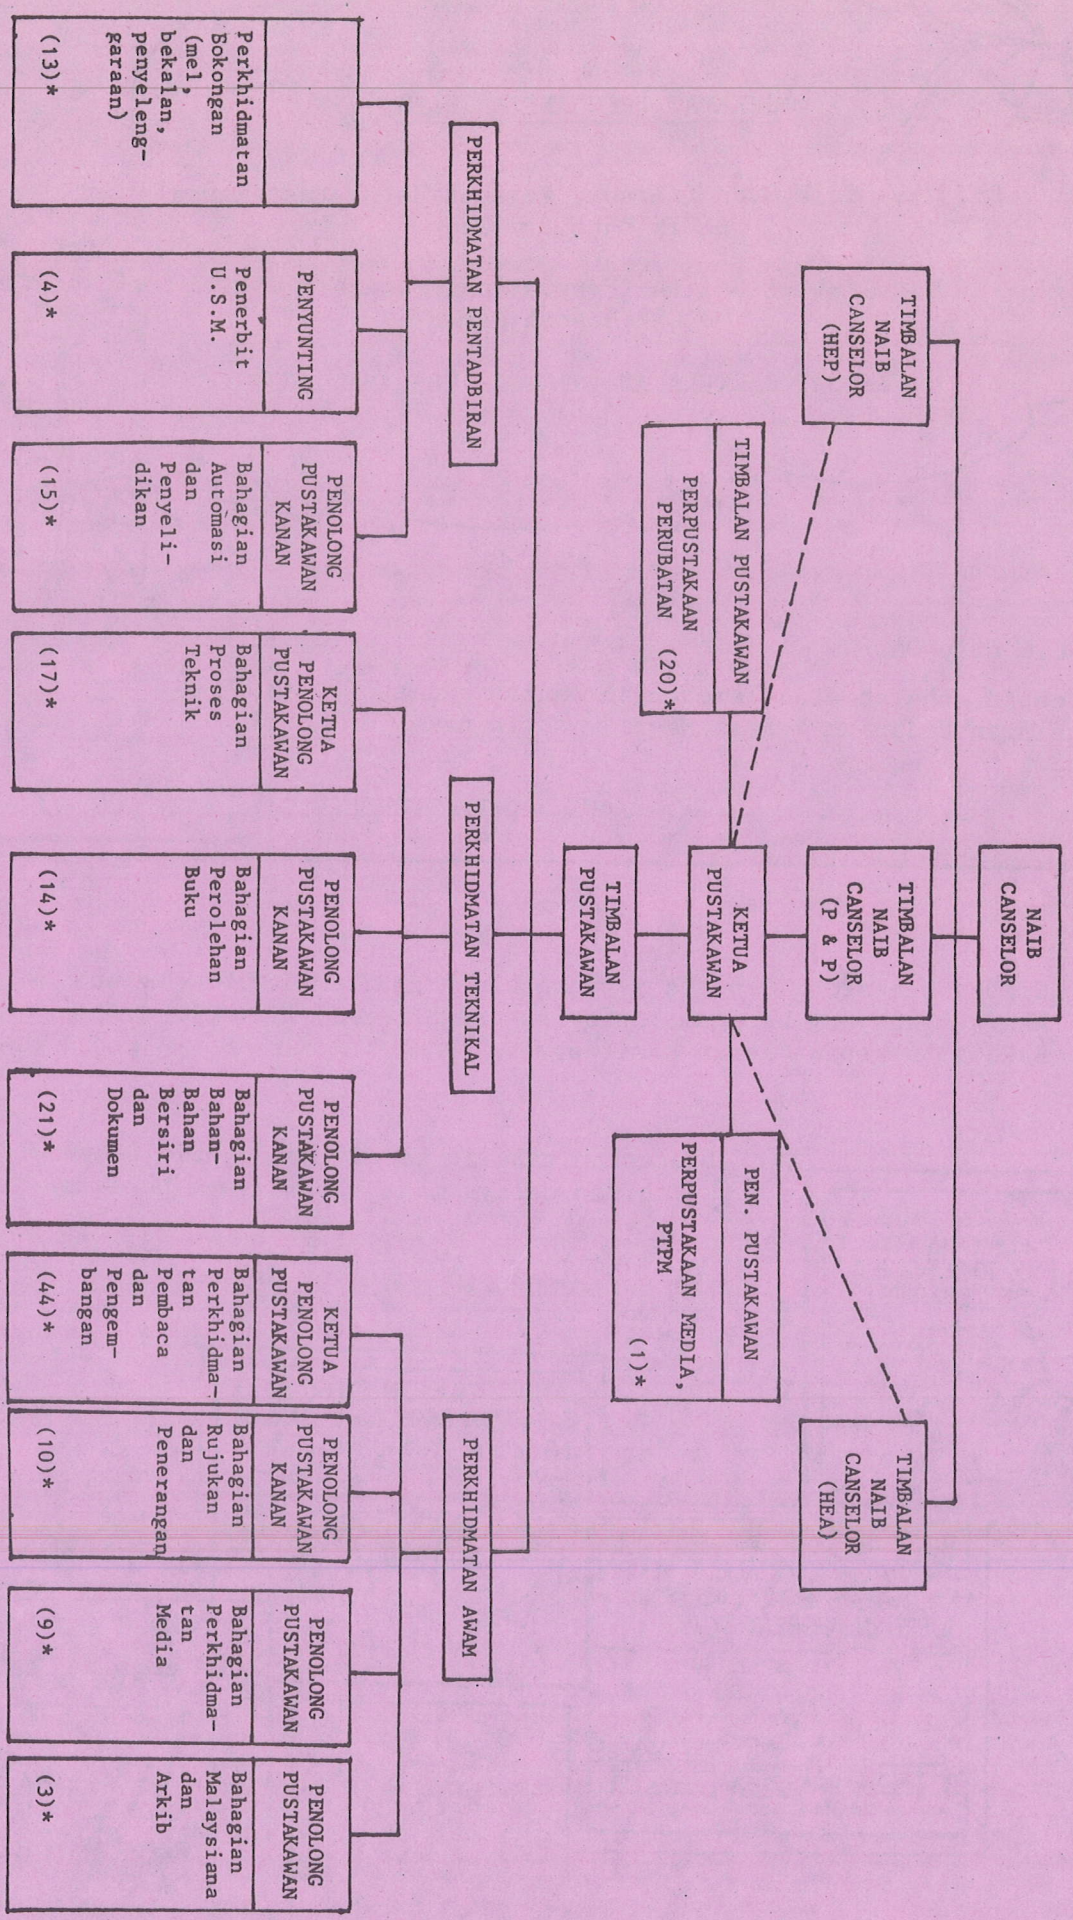 NAIB
CANSELOR
TIMBALAN
NAIB
CANSELOR
(HEP)
TIMBALAN
NAIB
CANSELOR
(P & P)
TIMBALAN
NAIB
CANSELOR
(HEA)
TIMBALAN PUSTAKAWAN
PERPUSTAKAAN
PERUBATAN (20)*
KETUA
PUSTAKAWAN
PEN. PUSTAKAWAN
PERPUSTAKAAN MEDIA,
PTPM
(1)*
TIMBALAN
PUSTAKAWAN
PERKHIDMATAN PENTADBIRAN
PERKHIDMATAN TEKNIKAL
PERKHIDMATAN AWAM
Perkhidmatan
Bokongan
(mel,
bekalan,
penyeleng-
garaan)
(13)*
PENYUNTING
Penerbit
U.S.M.
(4)*
PENOLONG
PUSTAKAWAN
KANAN
Bahagian
Automasi
dan
Penyeli-
dikan
(15)*
KETUA
PENOLONG
PUSTAKAWAN
Bahagian
Proses
Teknik
(17)*
PENOLONG
PUSTAKAWAN
KANAN
Bahagian
Perolehan
Buku
(14)*
PENOLONG
PUSTAKAWAN
KANAN
Bahagian
Bahan-
Bahan
Bersiri
dan
Dokumen
(21)*
KETUA
PENOLONG
PUSTAKAWAN
Bahagian
Perkhidma-
tan
Pembaca
dan
Pengem-
bangan
(44)*
PENOLONG
PUSTAKAWAN
KANAN
Bahagian
Rujukan
dan
Penerangan
(10)*
PENOLONG
PUSTAKAWAN
Bahagian
Perkhidma-
tan
Media
(9)*
PENOLONG
PUSTAKAWAN
Bahagian
Malaysiana
dan
Arkib
(3)*